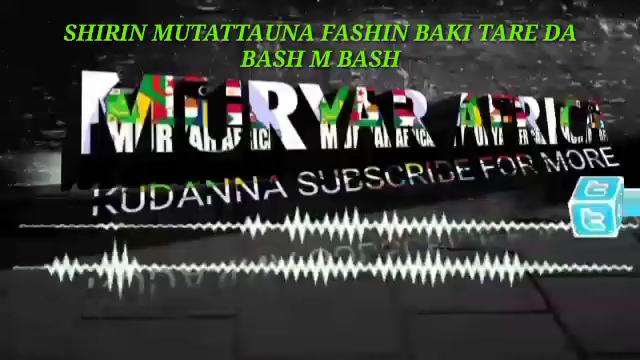 SHIRIN MUTATTAUNA FASHIN BAKI TARE DA
BASH M BASH
MURYAR AFRICA
KUDANNA SUBSCRIBE FOR MORE